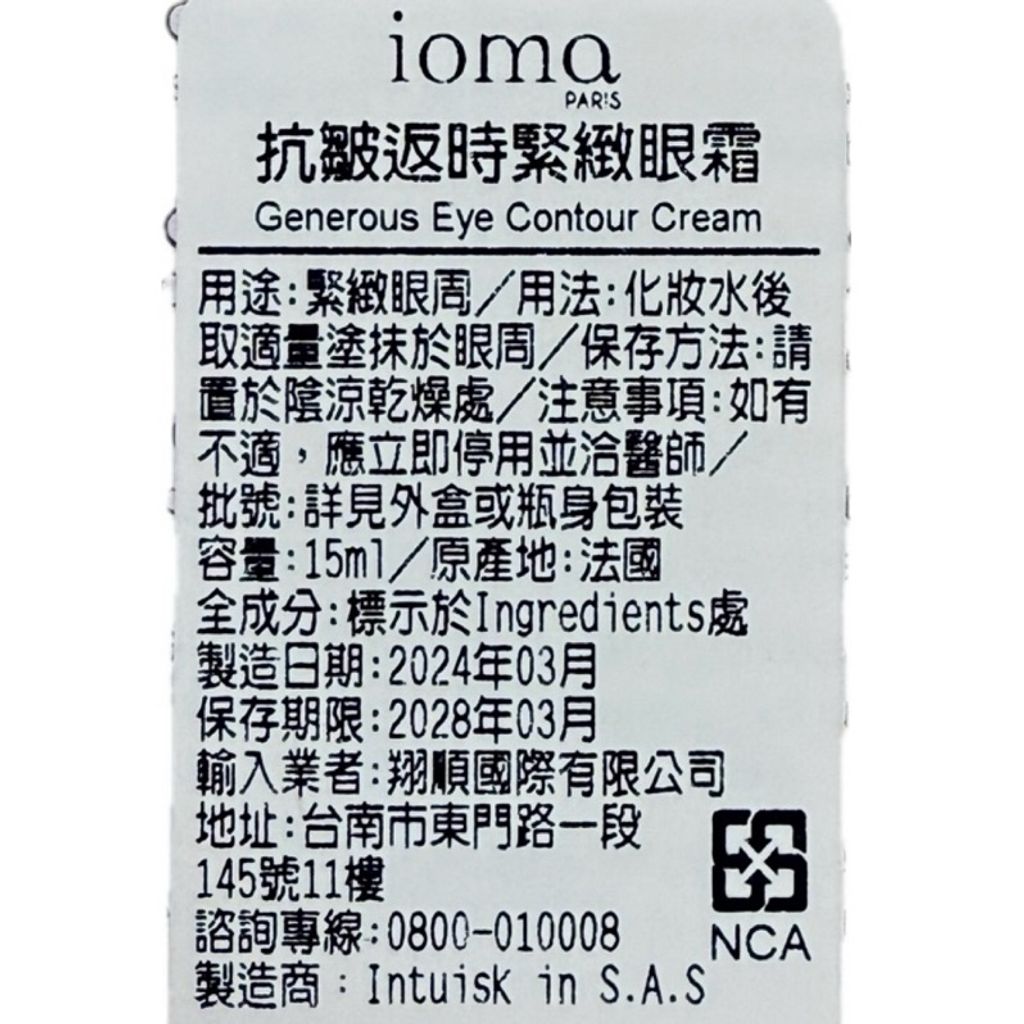 ioma
PARIS
抗皺返時緊緻眼霜
Generous Eye Contour Cream
用途:緊緻眼周／用法:化妝水後
取適量塗抹於眼周／保存方法:請
置於陰涼乾燥處／注意事項:如有
不適，應立即停用並洽醫師／
批號:詳見外盒或瓶身包裝
容量:15ml／原產地:法國
全成分:標示於Ingredients處
製造日期:2024年03月
保存期限:2028年03月
輸入業者:翔順國際有限公司
地址:台南市東門路一段
145號11樓
諮詢專線:0800-010008
製造商：Intuisk in S.A.S
NCA